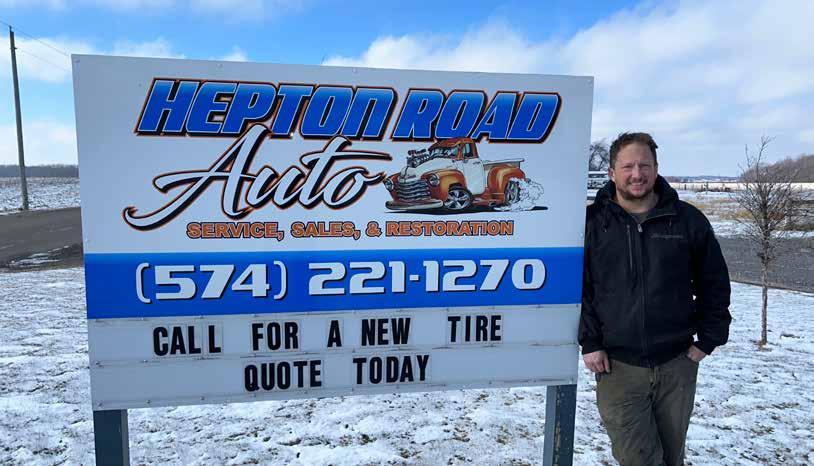 HEPTON ROAD
Auto
SERVICE, SALES, & RESTORATION
(574) 221-1270
CALL FOR A NEW TIRE
QUOTE TODAY